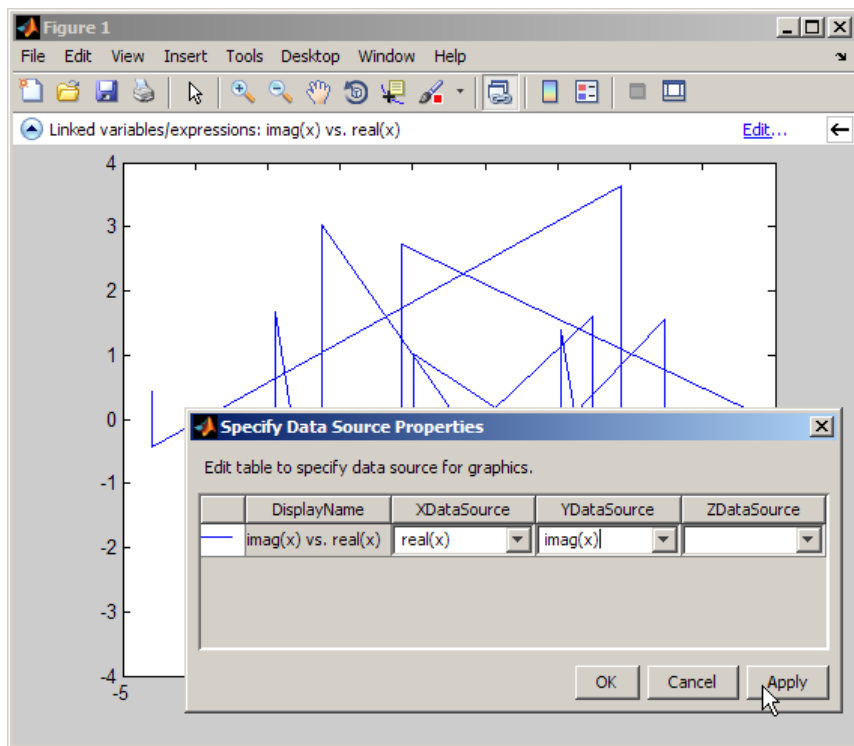 Figure 1
File Edit View Insert Tools Desktop Window Help
Linked variables/expressions: imag(x) vs. real(x) Edit...
4
3
2
1
0
-1
-2
-3
-4
-5
Specify Data Source Properties
Edit table to specify data source for graphics.
DisplayName XDataSource YDataSource ZDataSource
imag(x) vs. real(x) real(x) imag(x)
OK Cancel Apply